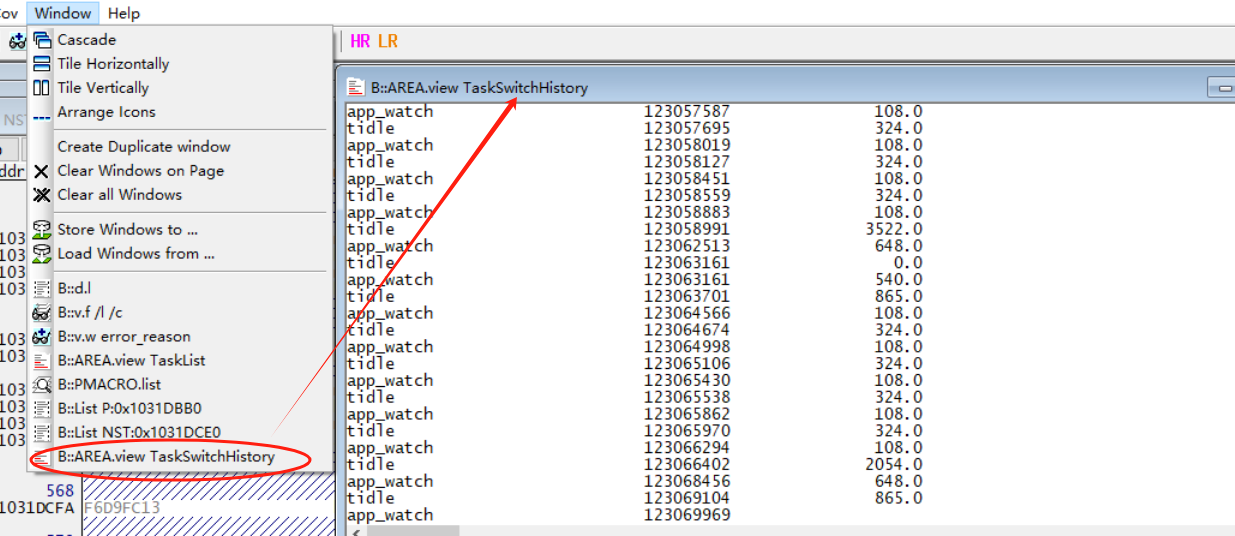 Cov Window Help
Cascade
Tile Horizontally
Tile Vertically
Arrange Icons
Create Duplicate window
Clear Windows on Page
Clear all Windows
Store Windows to ...
Load Windows from ...
B::d.l
B::v.f /l /c
B::v.w error_reason
B::AREA.view TaskList
B::PMACRO.list
B::List P:0x1031DBB0
B::List NST:0x1031DCE0
B::AREA.view TaskSwitchHistory
NS
ddr
1031
103
103
103
103
103
103
103
103
103
568
1031DCFA F6D9FC13
HR LR
B::AREA.view TaskSwitchHistory
app_watch 123057587 108.0
tidle 123057695 324.0
app_watch 123058019 108.0
tidle 123058127 324.0
app_watch 123058451 108.0
tidle 123058559 324.0
app_watch 123058883 108.0
tidle 123058991 3522.0
app_watch 123062513 648.0
tidle 123063161 0.0
app_watch 123063161 540.0
tidle 123063701 865.0
app_watch 123064566 108.0
tidle 123064674 324.0
app_watch 123064998 108.0
tidle 123065106 324.0
app_watch 123065430 108.0
tidle 123065538 324.0
app_watch 123065862 108.0
tidle 123065970 324.0
app_watch 123066294 108.0
tidle 123066402 2054.0
app_watch 123068456 648.0
tidle 123069104 865.0
app_watch 123069969